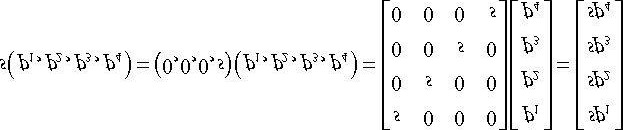 s(p₁, p₂, p₃, p₄) = (0, 0, 0, s)(p₁, p₂, p₃, p₄) =
[s 0 0 0] [p₁] = [sp₁]
[0 s 0 0] [p₂] [sp₂]
[0 0 s 0] [p₃] [sp₃]
[0 0 0 s] [p₄] [sp₄]